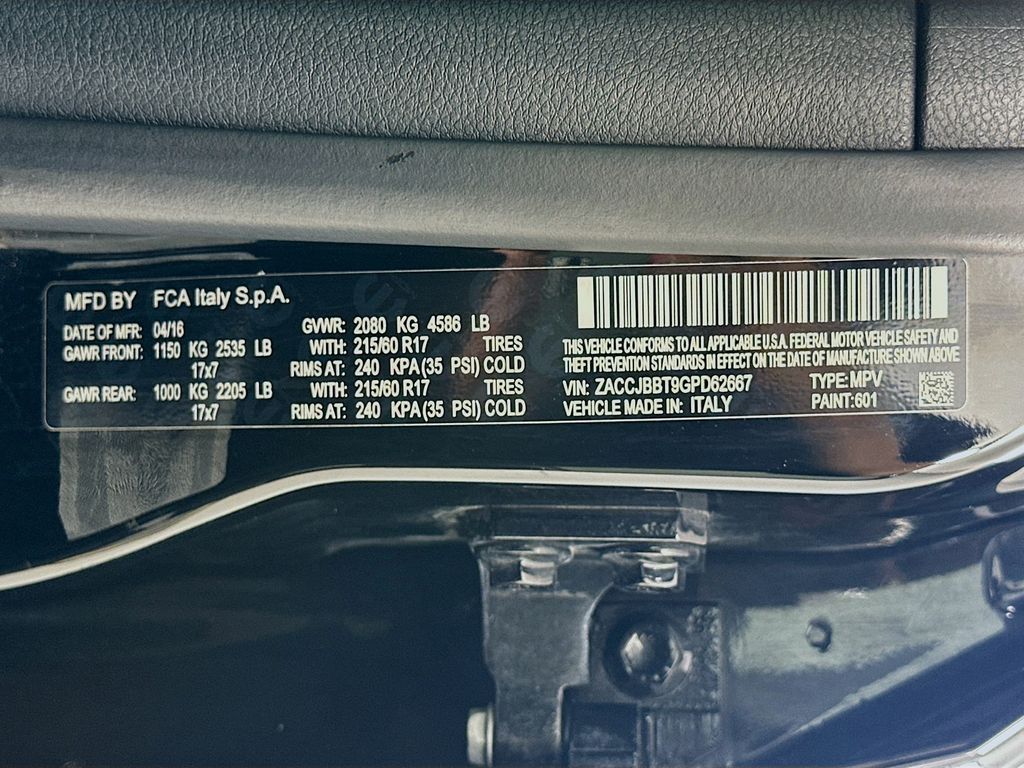 MFD BY FCA Italy S.p.A.
DATE OF MFR: 04/16 GVWR: 2080 KG 4586 LB
GAWR FRONT: 1150 KG 2535 LB WITH: 215/60 R17 TIRES
17x7 RIMS AT: 240 KPA(35 PSI) COLD
GAWR REAR: 1000 KG 2205 LB WITH: 215/60 R17 TIRES
17x7 RIMS AT: 240 KPA(35 PSI) COLD
THIS VEHICLE CONFORMS TO ALL APPLICABLE U.S.A. FEDERAL MOTOR VEHICLE SAFETY AND
THEFT PREVENTION STANDARDS IN EFFECT ON THE DATE OF MANUFACTURE SHOWN ABOVE
VIN: ZACCJBBT9GPD62667 TYPE: MPV
VEHICLE MADE IN: ITALY PAINT:601